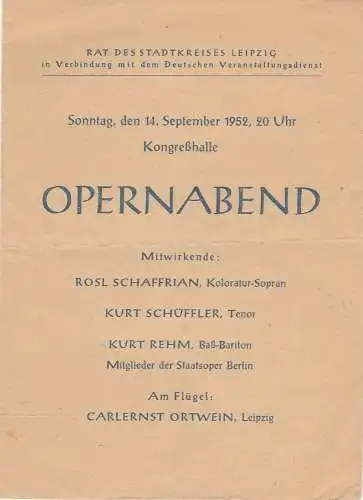 RAT DES STADTKREISES LEIPZIG
in Verbindung mit dem Deutschen Veranstaltungsdienst
Sonntag, den 14. September 1952, 20 Uhr
Kongreßhalle
OPERNABEND
Mitwirkende:
ROSL SCHAFFRIAN, Koloratur-Sopran
KURT SCHÜFFLER, Tenor
KURT REHM, Baß-Bariton
Mitglieder der Staatsoper Berlin
Am Flügel:
CARLERNST ORTWEIN, Leipzig